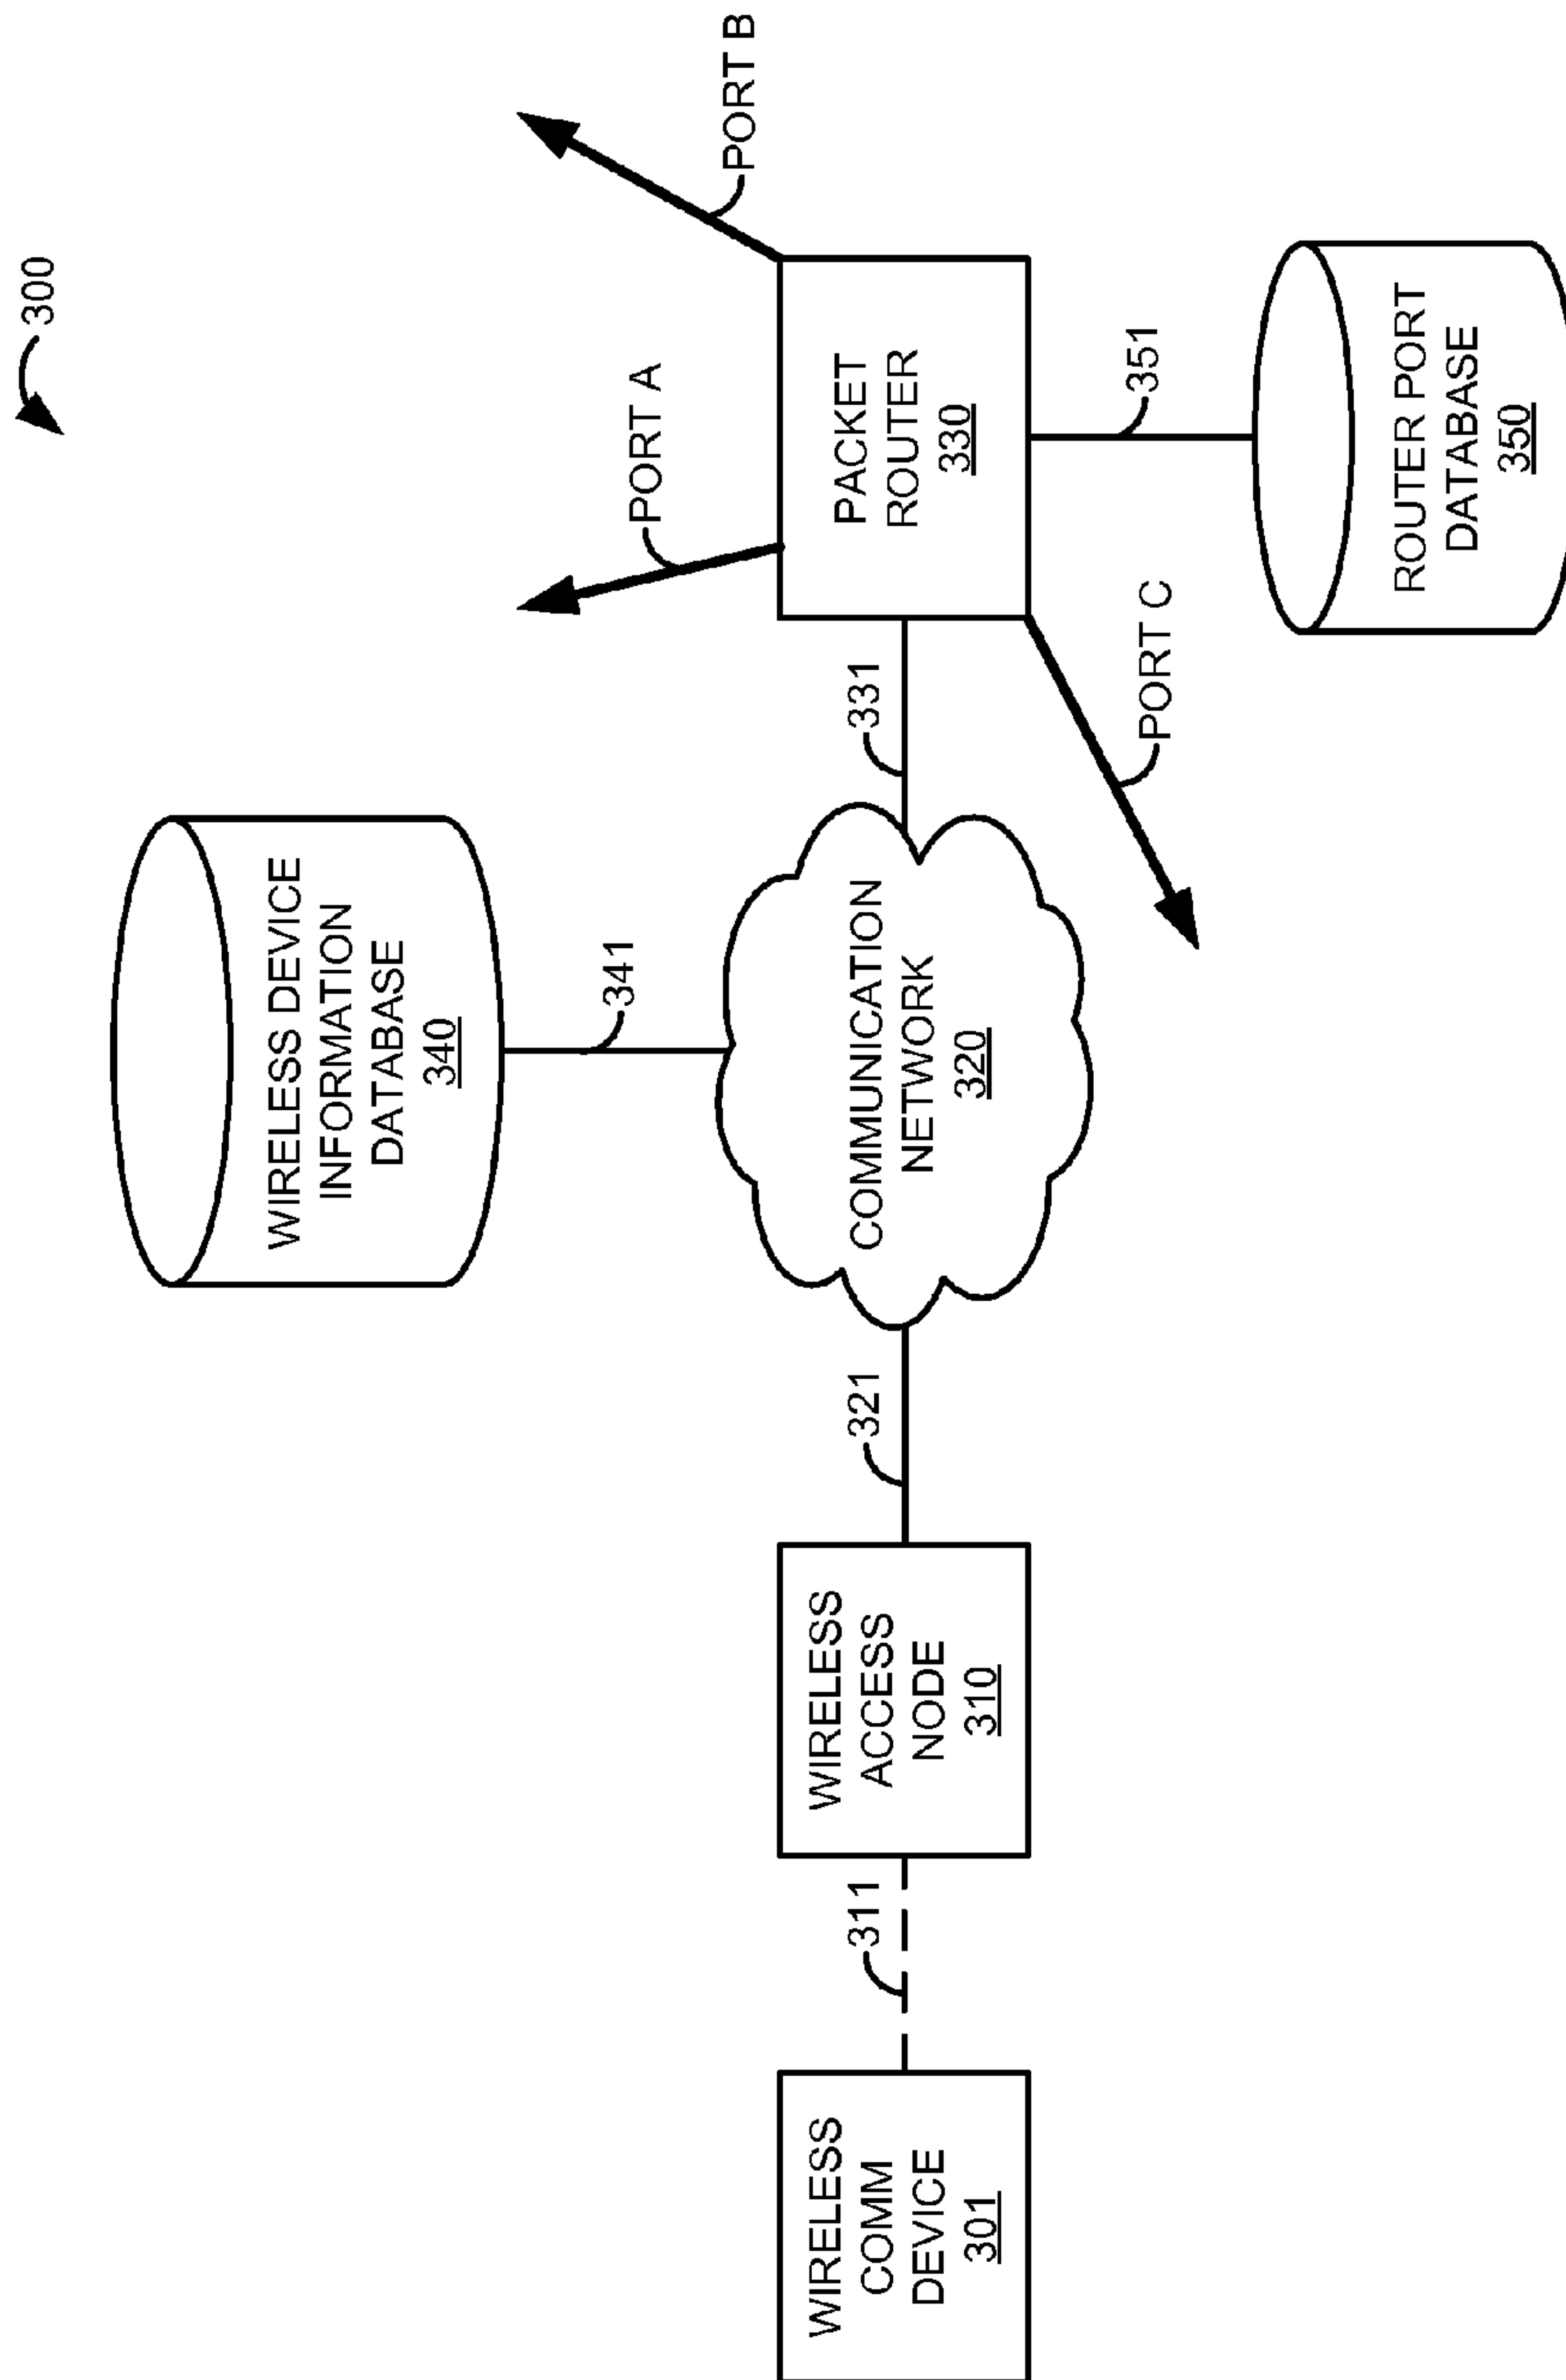 300
WIRELESS DEVICE
INFORMATION
DATABASE
340
341
PORT A
PORT B
WIRELESS
COMM
DEVICE
301
311
WIRELESS
ACCESS
NODE
310
321
COMMUNICATION
NETWORK
320
331
PACKET
ROUTER
330
PORT C
351
ROUTER PORT
DATABASE
350